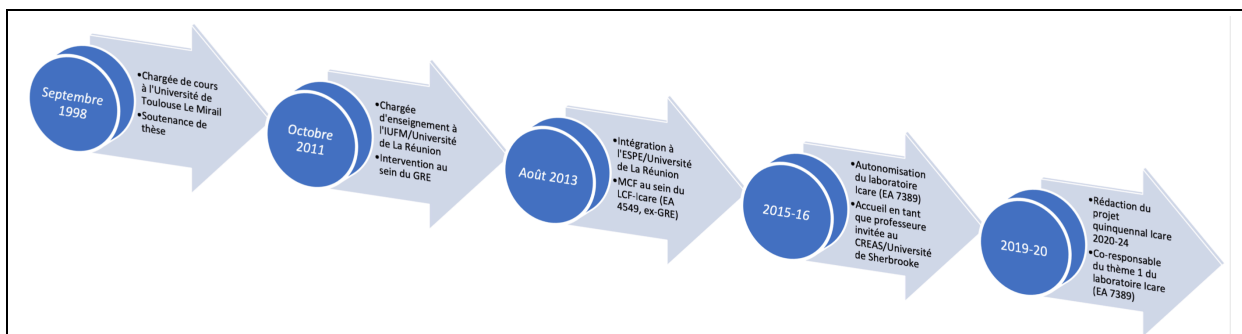 Septembre
1998
•Chargée de cours
à l'Université de
Toulouse Le Mirail
•Soutenance de
thèse
Octobre
2011
•Chargée
d'enseignement à
l'IUFM/Université
de La Réunion
•Intervention au
sein du GRE
Août 2013
•Intégration à
l'ESPE/Université
de La Réunion
•MCF au sein du
LCF-Icare (EA
4549, ex-GRE)
2015-16
•Autonomisation
du laboratoire
Icare (EA 7389)
•Accueil en tant
que professeure
invitée au
CREAS/Université
de Sherbrooke
2019-20
•Rédaction du
projet
quinquennal Icare
2020-24
•Co-responsable
du thème 1 du
laboratoire Icare
(EA 7389)